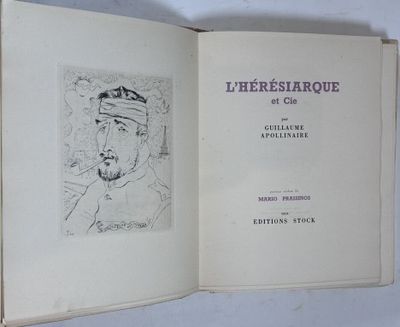 L'HÉRÉSIARQUE
et Cie
par
GUILLAUME
APOLLINAIRE
MARIO PRASSINOS
EDITIONS STOCK